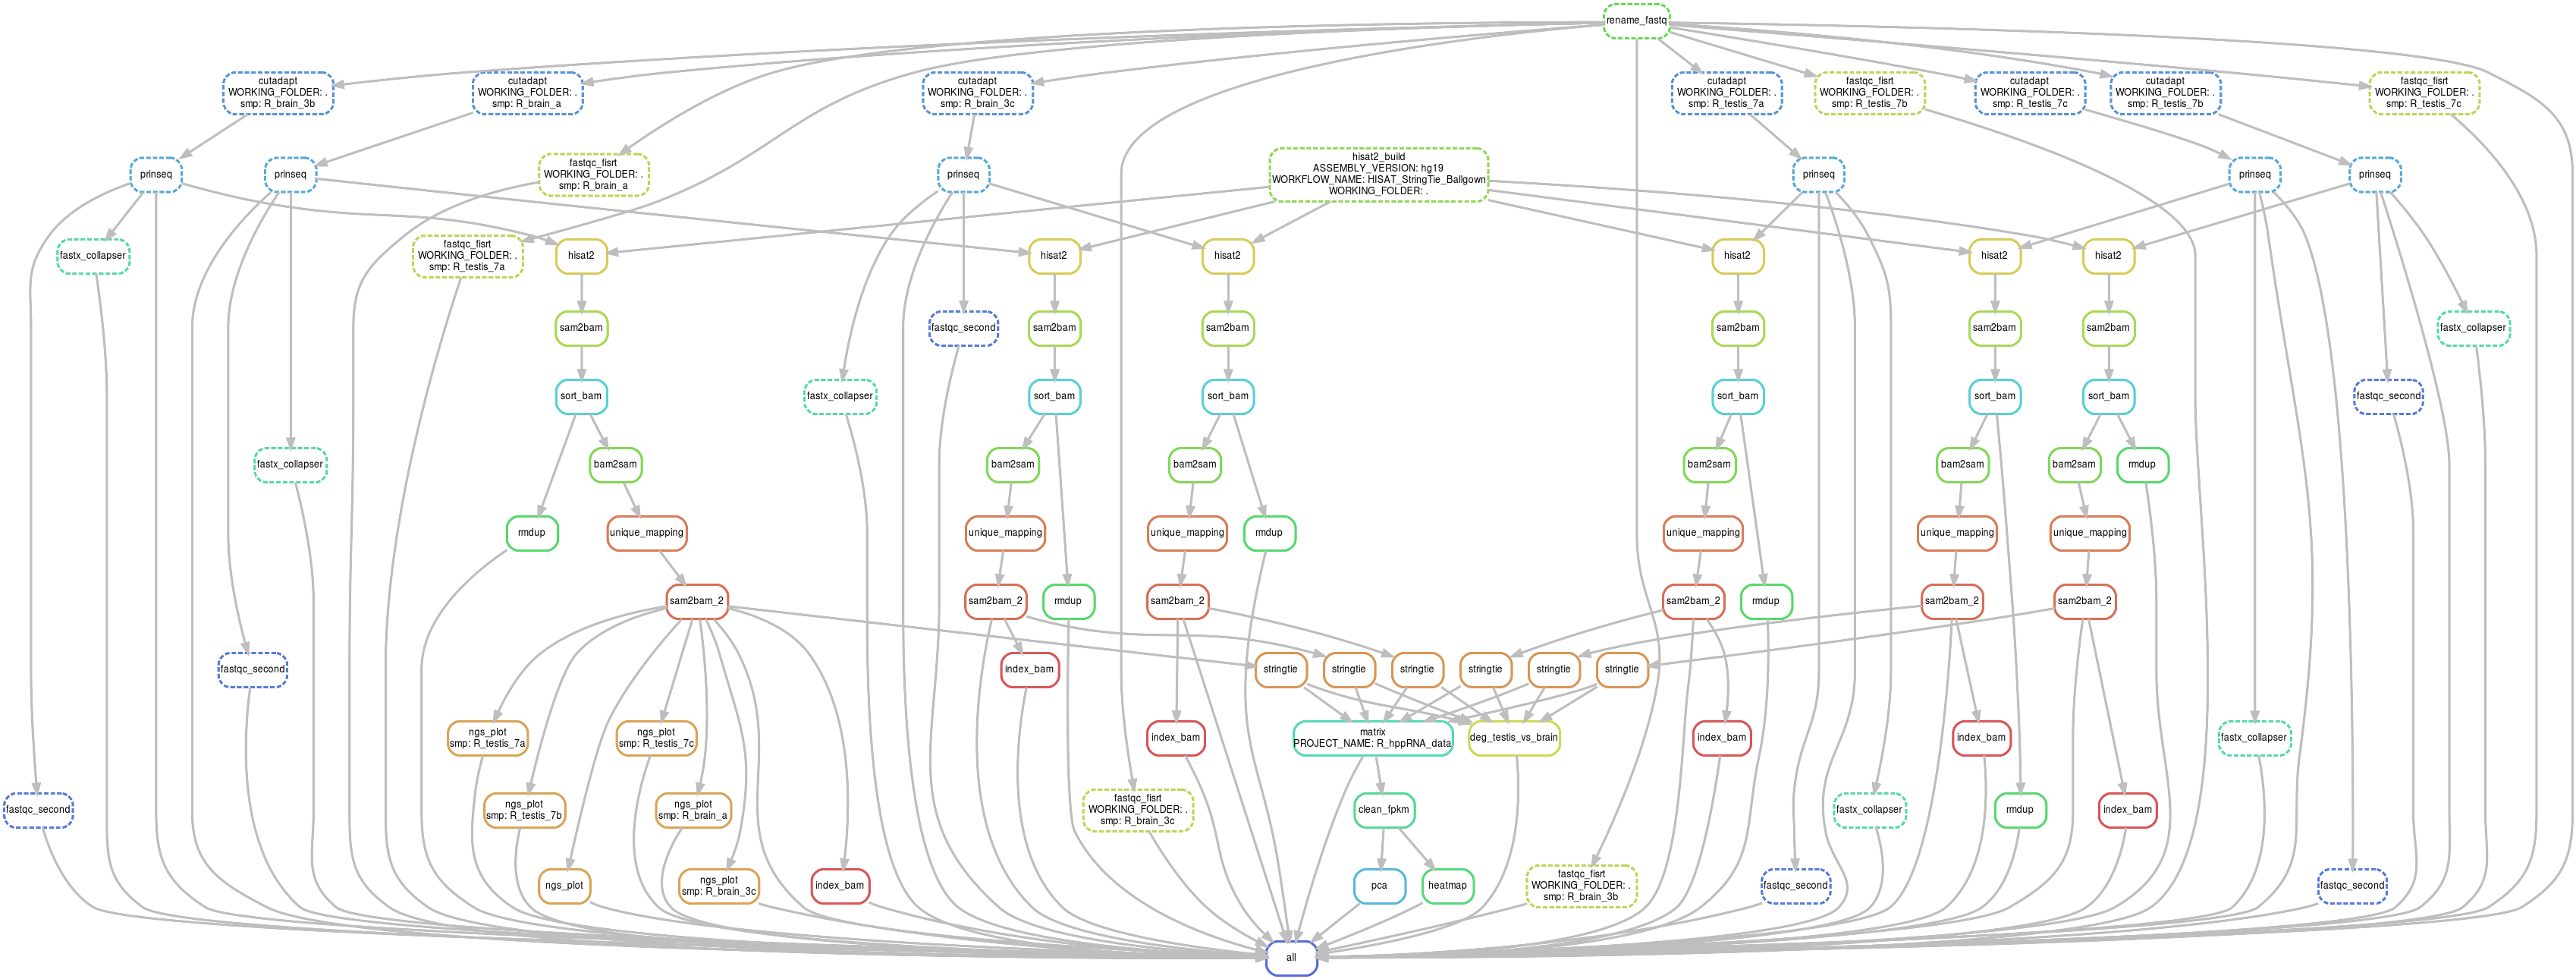 rename_fastq
cutadapt
WORKING_FOLDER: .
smp: R_brain_3b
cutadapt
WORKING_FOLDER: .
smp: R_brain_a
cutadapt
WORKING_FOLDER: .
smp: R_brain_3c
cutadapt
WORKING_FOLDER: .
smp: R_testis_7a
fastqc_fisrt
WORKING_FOLDER: .
smp: R_testis_7b
cutadapt
WORKING_FOLDER: .
smp: R_testis_7c
cutadapt
WORKING_FOLDER: .
smp: R_testis_7b
fastqc_fisrt
WORKING_FOLDER: .
smp: R_testis_7c
prinseq
prinseq
fastqc_fisrt
WORKING_FOLDER: .
smp: R_brain_a
prinseq
hisat2_build
ASSEMBLY_VERSION: hg19
WORKFLOW_NAME: HISAT_StringTie_Ballgown
WORKING_FOLDER: .
prinseq
prinseq
prinseq
fastx_collapser
fastqc_fisrt
WORKING_FOLDER: .
smp: R_testis_7a
hisat2
hisat2
hisat2
hisat2
hisat2
hisat2
sam2bam
fastqc_second
sam2bam
sam2bam
sam2bam
sam2bam
sam2bam
fastx_collapser
sort_bam
fastx_collapser
sort_bam
sort_bam
sort_bam
sort_bam
sort_bam
fastqc_second
fastx_collapser
bam2sam
bam2sam
bam2sam
bam2sam
bam2sam
bam2sam
rmdup
rmdup
unique_mapping
unique_mapping
unique_mapping
rmdup
unique_mapping
unique_mapping
unique_mapping
sam2bam_2
sam2bam_2
rmdup
sam2bam_2
sam2bam_2
rmdup
sam2bam_2
sam2bam_2
fastqc_second
index_bam
stringtie
stringtie
stringtie
stringtie
stringtie
stringtie
ngs_plot
smp: R_testis_7a
ngs_plot
smp: R_testis_7c
index_bam
matrix
PROJECT_NAME: R_hppRNA_data
deg_testis_vs_brain
index_bam
index_bam
fastx_collapser
fastqc_second
ngs_plot
smp: R_testis_7b
ngs_plot
smp: R_brain_a
fastqc_fisrt
WORKING_FOLDER: .
smp: R_brain_3c
clean_fpkm
fastx_collapser
rmdup
index_bam
ngs_plot
ngs_plot
smp: R_brain_3c
index_bam
pca
heatmap
fastqc_fisrt
WORKING_FOLDER: .
smp: R_brain_3b
fastqc_second
fastqc_second
all